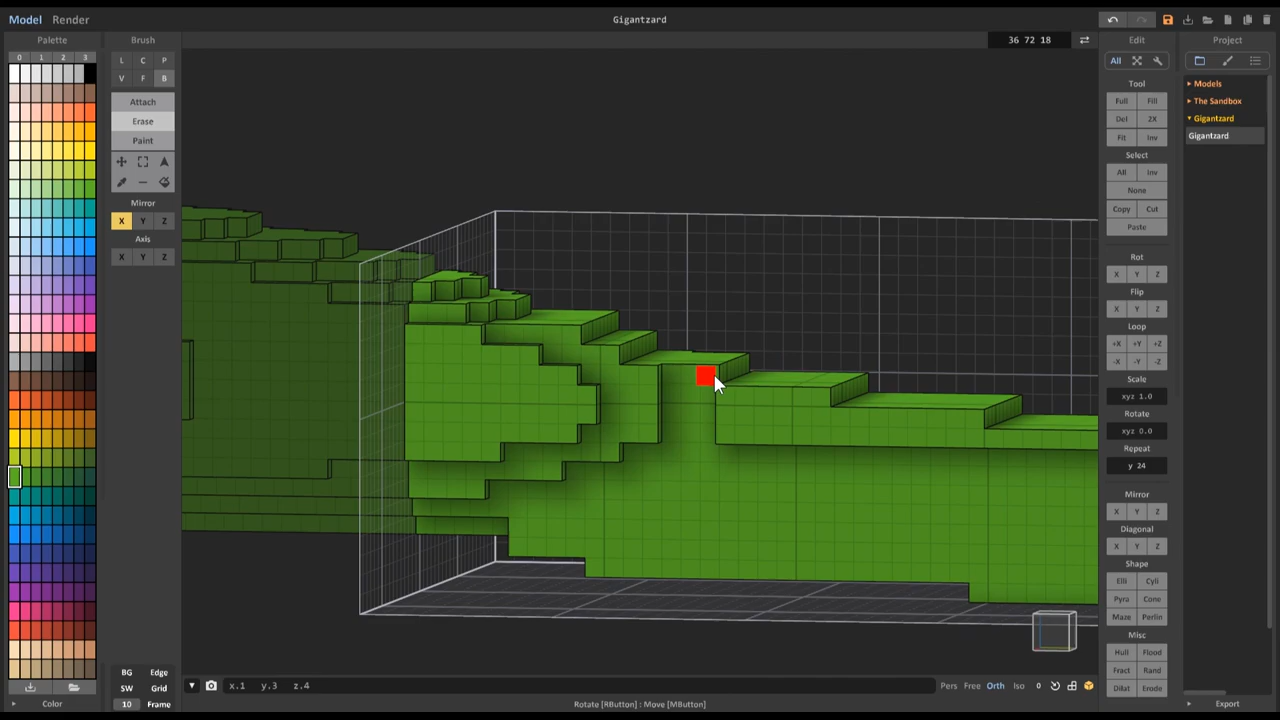 Model Render
Gigantzard
Palette
Brush
36 72 18
Edit
Project
0 1 2 3
L C P
V F B
Attach
Erase
Paint
Mirror
X Y Z
Axis
X Y Z
All
Tool
Full Fill
Del 2X
Fit Inv
Select
All Inv
None
Copy Cut
Paste
Rot
X Y Z
Flip
X Y Z
Loop
+X +Y +Z
-X -Y -Z
Scale
xyz 1.0
Rotate
xyz 0.0
Repeat
y 24
Mirror
X Y Z
Diagonal
X Y Z
Shape
Elli Cyli
Pyra Cone
Maze Perlin
Misc
Hull Flood
Fract Rand
Dilat Erode
Models
The Sandbox
Gigantzard
Gigantzard
BG Edge
SW Grid
10 Frame
x.1 y.3 z.4
Pers Free Orth Iso 0
Color
Rotate [RButton] : Move [MButton]
Export